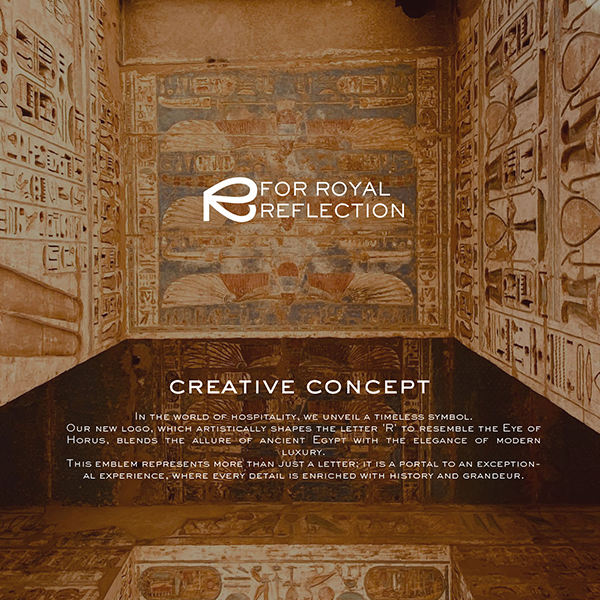 R FOR ROYAL
REFLECTION
CREATIVE CONCEPT
IN THE WORLD OF HOSPITALITY, WE UNVEIL A TIMELESS SYMBOL.
OUR NEW LOGO, WHICH ARTISTICALLY SHAPES THE LETTER 'R' TO RESEMBLE THE EYE OF
HORUS, BLENDS THE ALLURE OF ANCIENT EGYPT WITH THE ELEGANCE OF MODERN
LUXURY.
THIS EMBLEM REPRESENTS MORE THAN JUST A LETTER; IT IS A PORTAL TO AN EXCEPTION-
AL EXPERIENCE, WHERE EVERY DETAIL IS ENRICHED WITH HISTORY AND GRANDEUR.